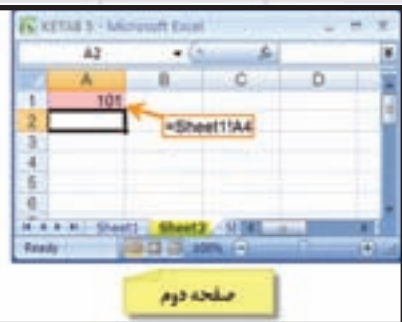 KETAB 5 - Microsoft Excel
A2
A B C D
1 101
2 =Sheet1!A4
3
4
5
6
Sheet1 Sheet2
Ready 100%
صفحه دوم